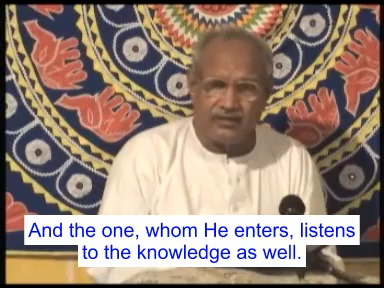 And the one, whom He enters, listens
to the knowledge as well.